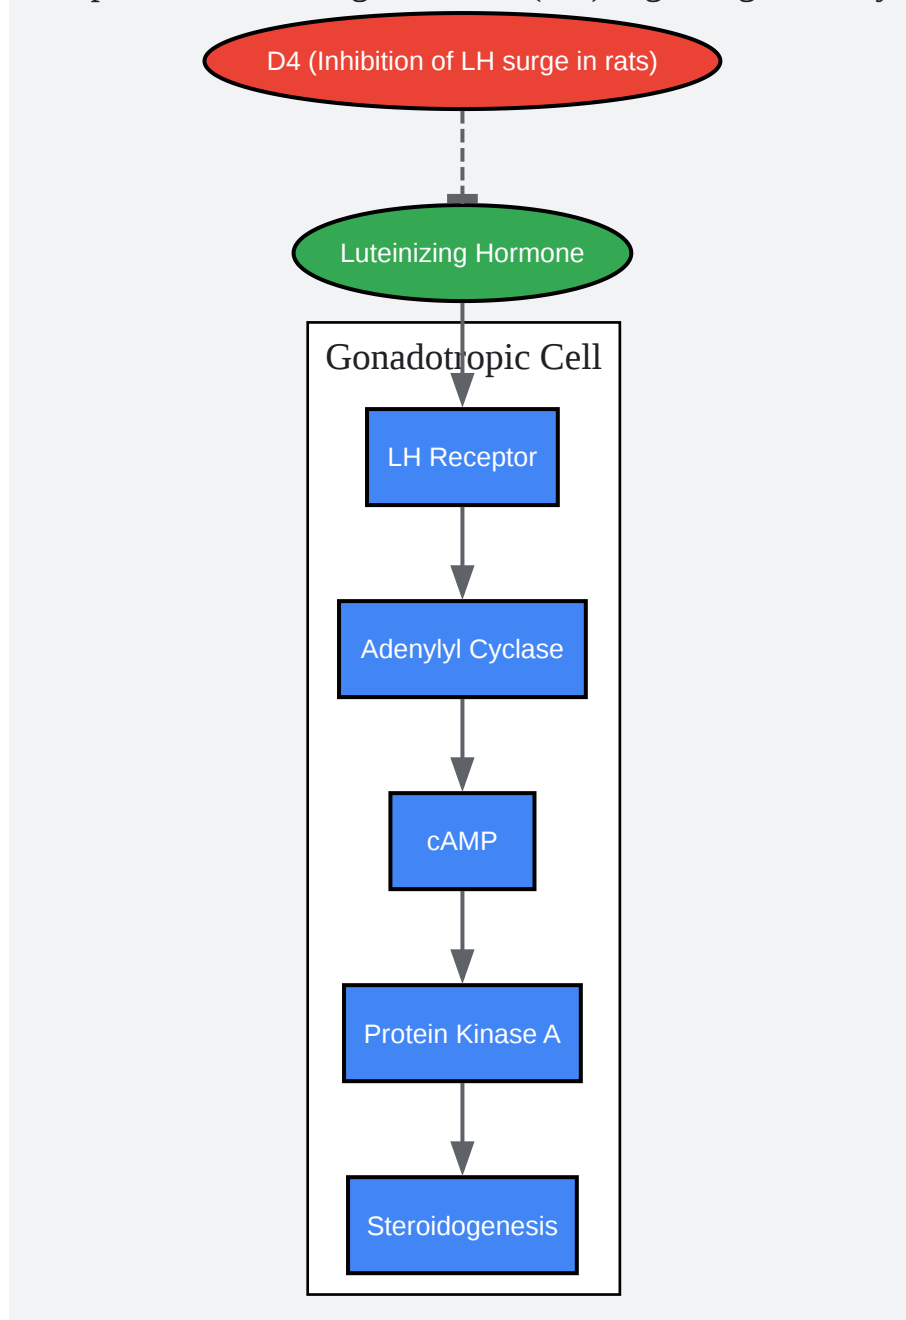 D4 (Inhibition of LH surge in rats)
Luteinizing Hormone
Gonadotropic Cell
LH Receptor
Adenylyl Cyclase
cAMP
Protein Kinase A
Steroidogenesis